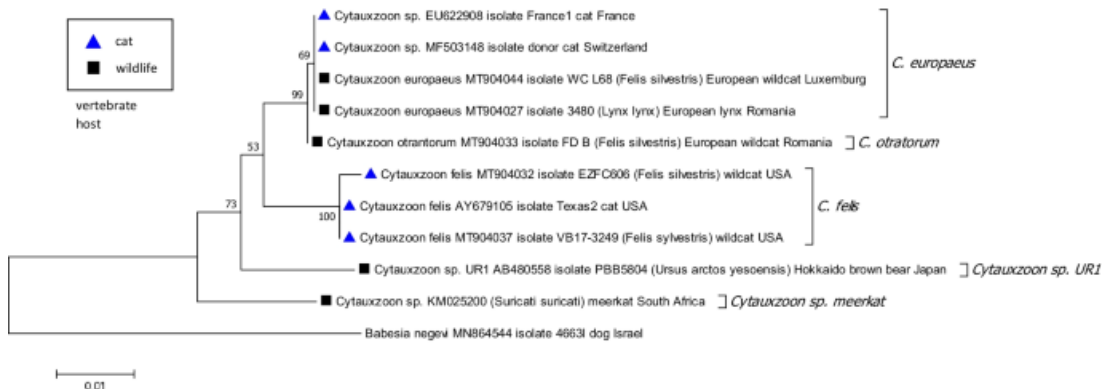 cat
wildlife
vertebrate
host
Cytauxzoon sp. EU622908 isolate France1 cat France
69
Cytauxzoon sp. MF503148 isolate donor cat Switzerland
C. europaeus
Cytauxzoon europaeus MT904044 isolate WC L68 (Felis silvestris) European wildcat Luxemburg
99
Cytauxzoon europaeus MT904027 isolate 3480 (Lynx lynx) European lynx Romania
Cytauxzoon otrantorum MT904033 isolate FD B (Felis silvestris) European wildcat Romania
C. otratorum
53
Cytauxzoon felis MT904032 isolate EZFC606 (Felis silvestris) wildcat USA
73
Cytauxzoon felis AY679105 isolate Texas2 cat USA
C. felis
100
Cytauxzoon felis MT904037 isolate VB17-3249 (Felis sylvestris) wildcat USA
Cytauxzoon sp. UR1 AB480558 isolate PBB5804 (Ursus arctos yesoensis) Hokkaido brown bear Japan
Cytauxzoon sp. UR1
Cytauxzoon sp. KM025200 (Suricati suricati) meerkat South Africa
Cytauxzoon sp. meerkat
Babesia negevi MN864544 isolate 4663I dog Israel
0.01